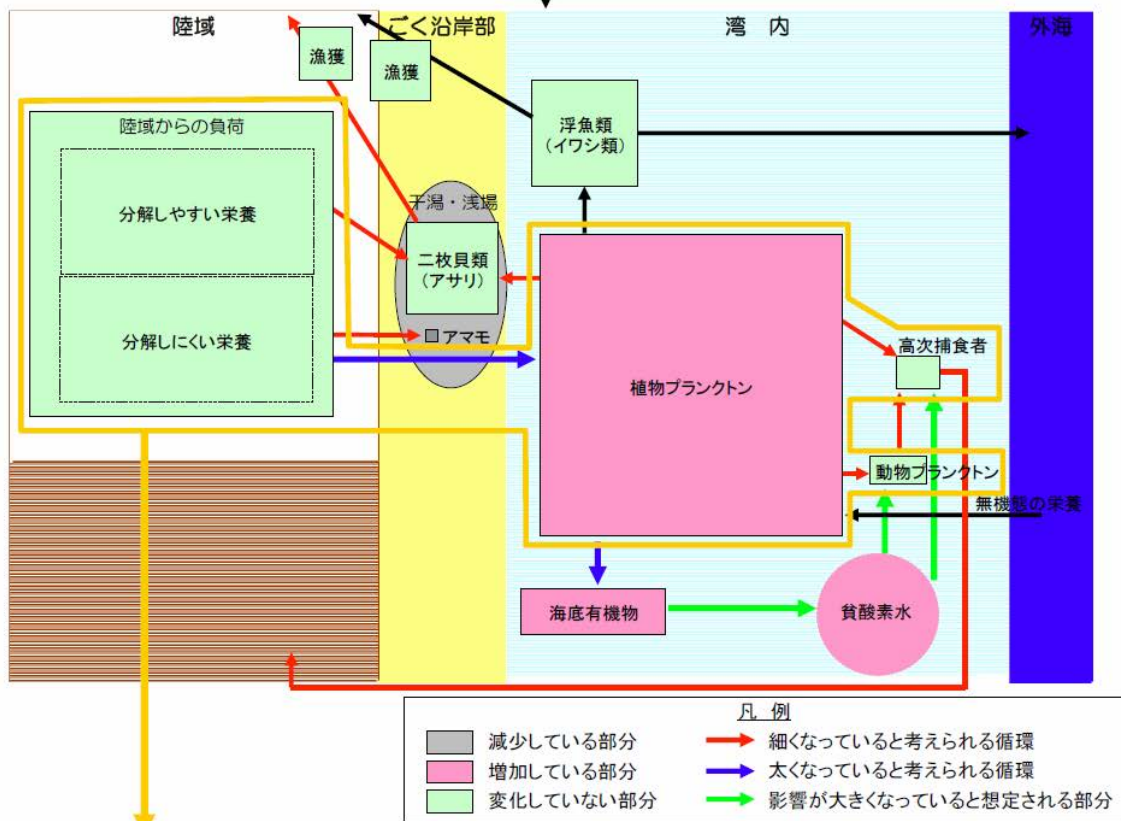 陸域
ごく沿岸部
湾 内
外海
漁獲
漁獲
浮魚類
(イワシ類)
陸域からの負荷
分解しやすい栄養
分解しにくい栄養
干潟・浅場
二枚貝類
(アサリ)
アマモ
植物プランクトン
高次捕食者
動物プランクトン
無機態の栄養
海底有機物
貧酸素水
凡 例
減少している部分
細くなっていると考えられる循環
増加している部分
太くなっていると考えられる循環
変化していない部分
影響が大きくなっていると想定される部分